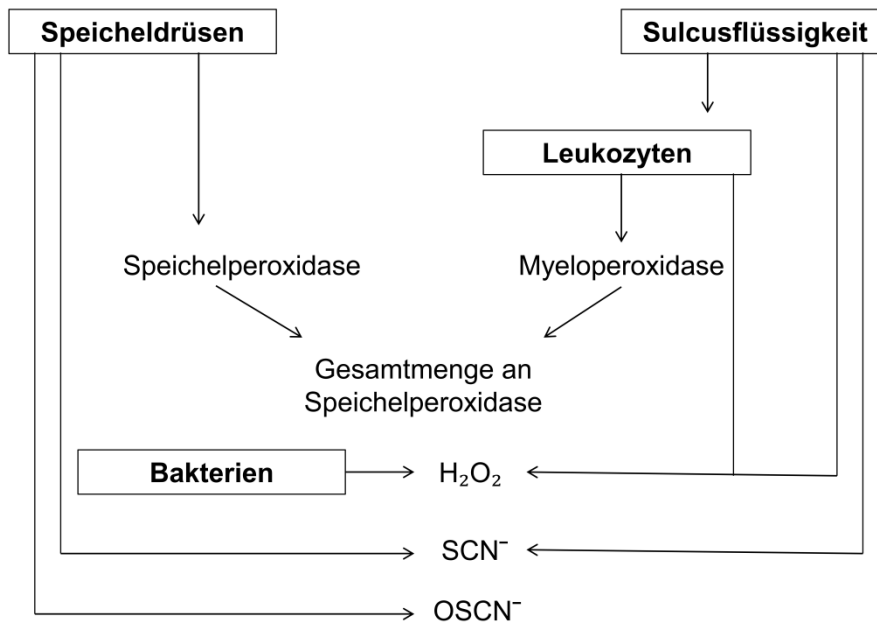 Speicheldrüsen
Sulcusflüssigkeit
Leukozyten
Speichelperoxidase
Myeloperoxidase
Gesamtmenge an
Speichelperoxidase
Bakterien
H₂O₂
SCN⁻
OSCN⁻